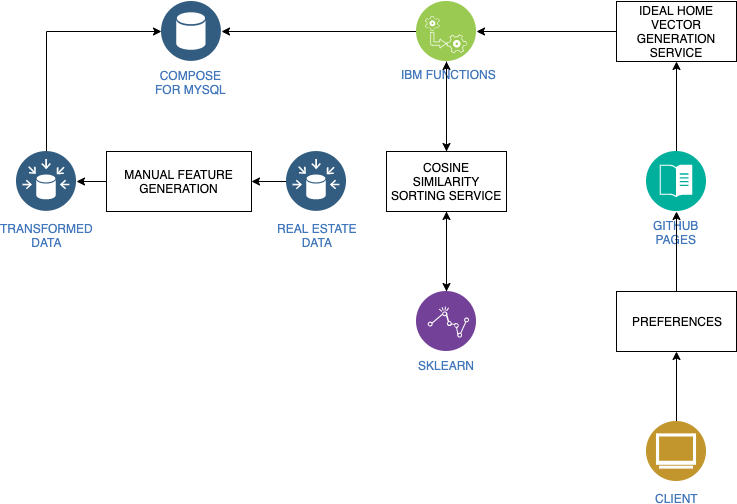 IDEAL HOME
VECTOR
GENERATION
SERVICE
COMPOSE
FOR MYSQL
IBM FUNCTIONS
MANUAL FEATURE
GENERATION
COSINE
SIMILARITY
SORTING SERVICE
TRANSFORMED
DATA
REAL ESTATE
DATA
GITHUB
PAGES
PREFERENCES
SKLEARN
CLIENT